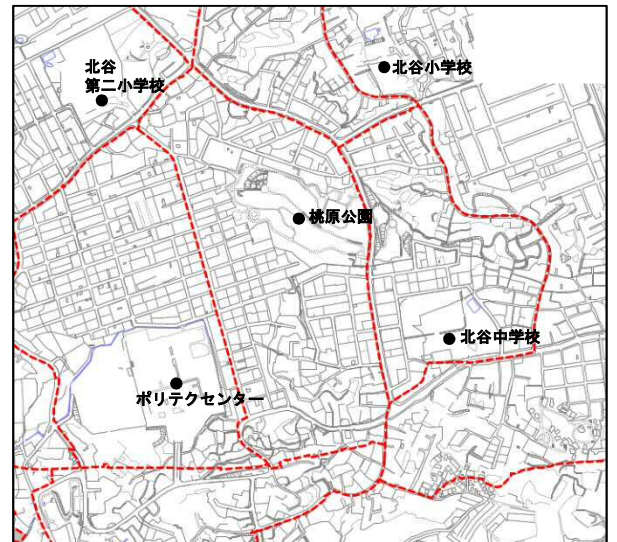 北谷
第二小学校
北谷小学校
桃原公園
北谷中学校
ポリテクセンター